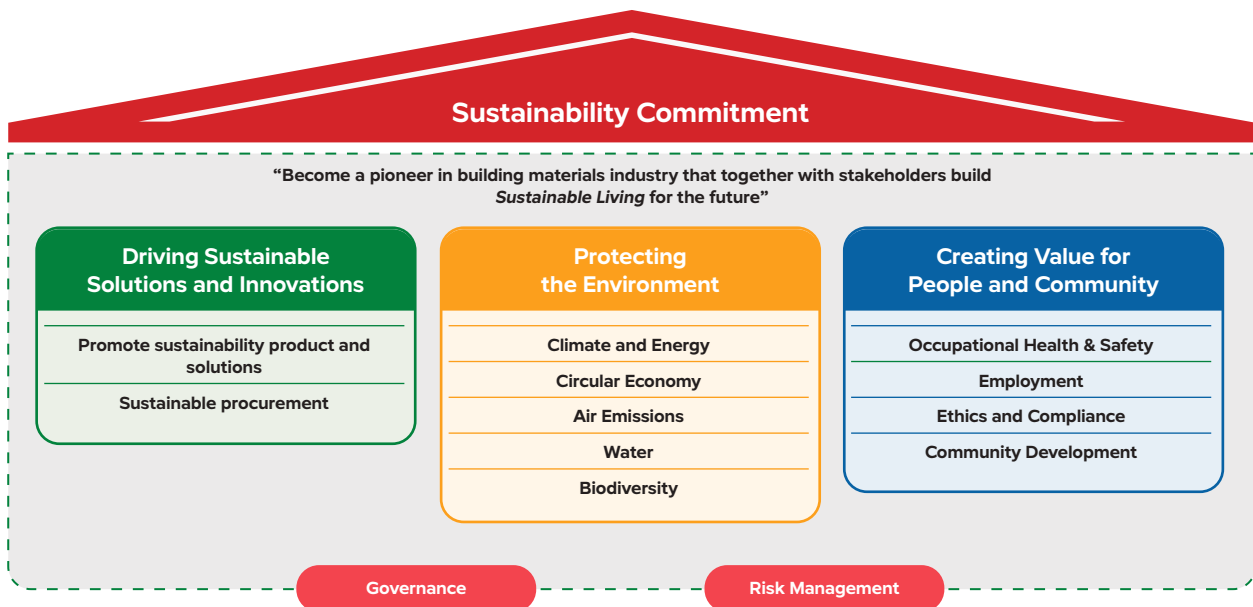 Sustainability Commitment
“Become a pioneer in building materials industry that together with stakeholders build
Sustainable Living for the future”
Driving Sustainable
Solutions and Innovations
Promote sustainability product and
solutions
Sustainable procurement
Protecting
the Environment
Climate and Energy
Circular Economy
Air Emissions
Water
Biodiversity
Creating Value for
People and Community
Occupational Health & Safety
Employment
Ethics and Compliance
Community Development
Governance
Risk Management